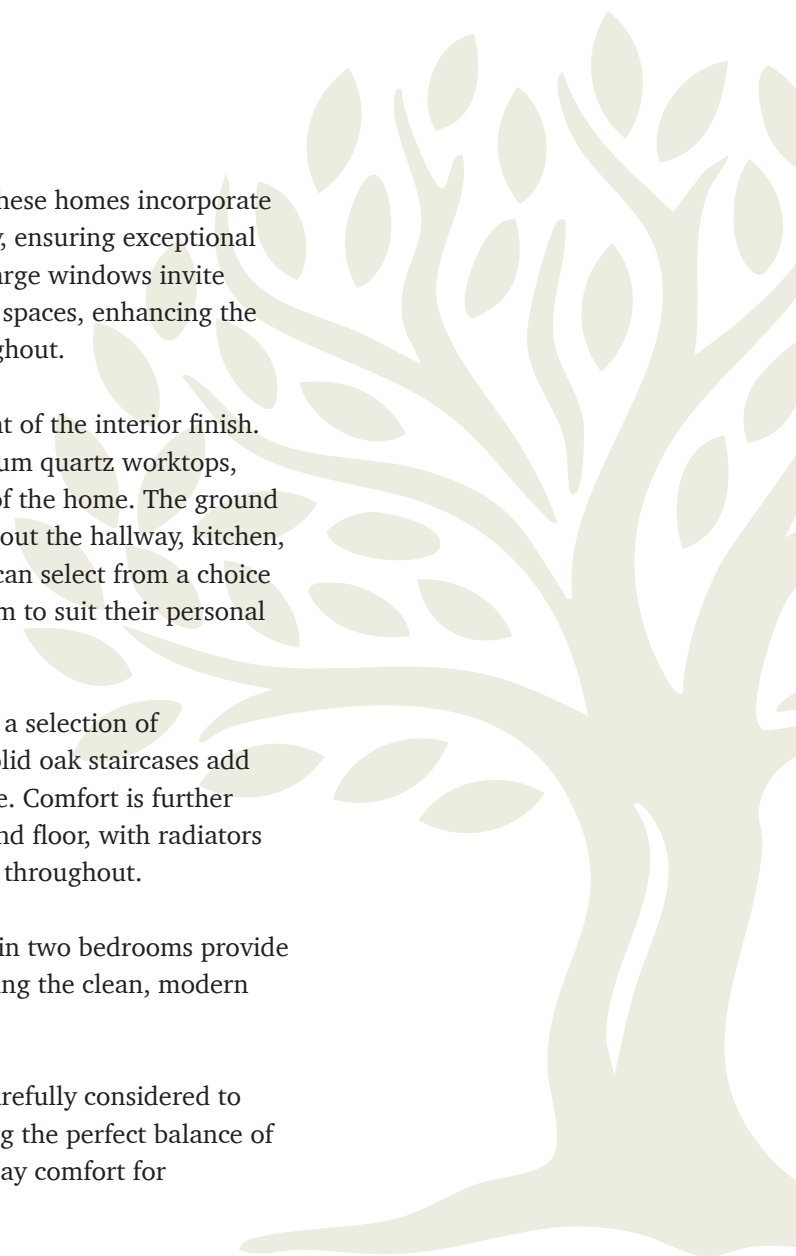 hese homes incorporate
, ensuring exceptional
arge windows invite
spaces, enhancing the
ghout.
t of the interior finish.
um quartz worktops,
of the home. The ground
out the hallway, kitchen,
can select from a choice
m to suit their personal
a selection of
lid oak staircases add
e. Comfort is further
nd floor, with radiators
throughout.
in two bedrooms provide
ing the clean, modern
arefully considered to
g the perfect balance of
ay comfort for